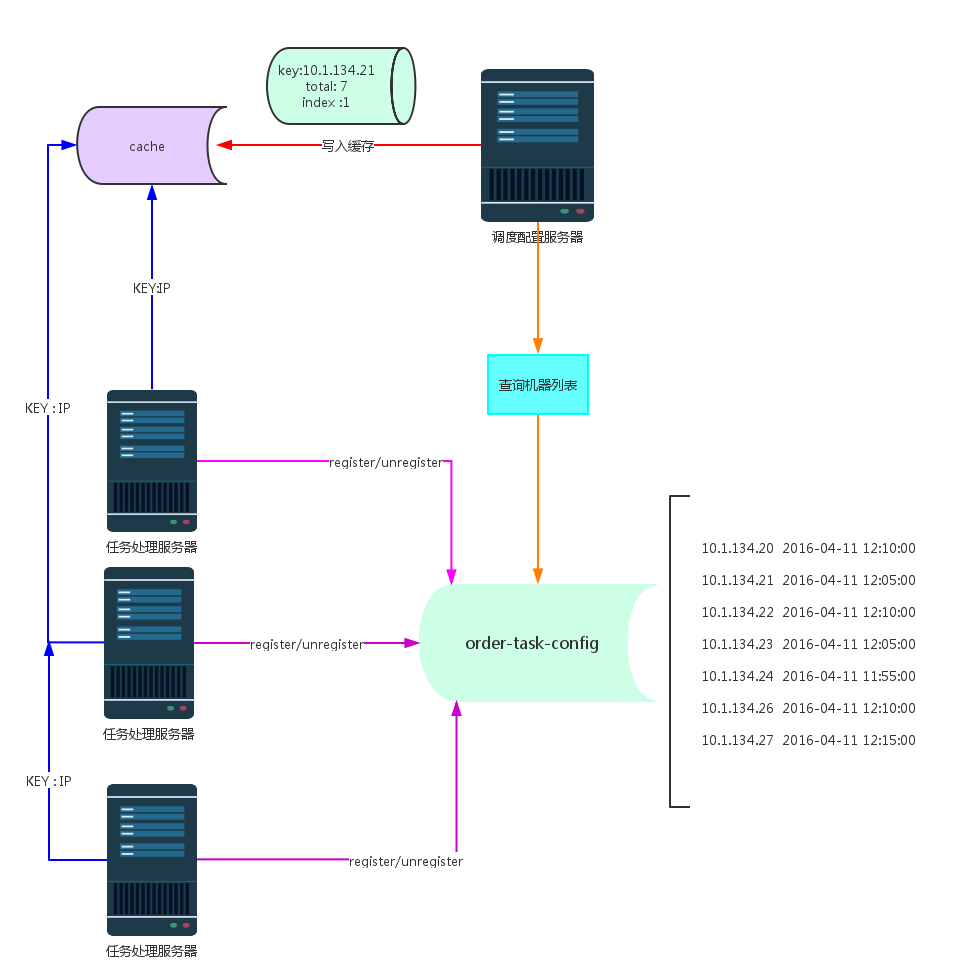 key:10.1.134.21
total: 7
index :1
cache
写入缓存
调度配置服务器
KEY:IP
查询机器列表
KEY : IP
register/unregister
任务处理服务器
10.1.134.20 2016-04-11 12:10:00
10.1.134.21 2016-04-11 12:05:00
10.1.134.22 2016-04-11 12:10:00
10.1.134.23 2016-04-11 12:05:00
10.1.134.24 2016-04-11 11:55:00
10.1.134.26 2016-04-11 12:10:00
10.1.134.27 2016-04-11 12:15:00
register/unregister
order-task-config
任务处理服务器
KEY : IP
register/unregister
任务处理服务器